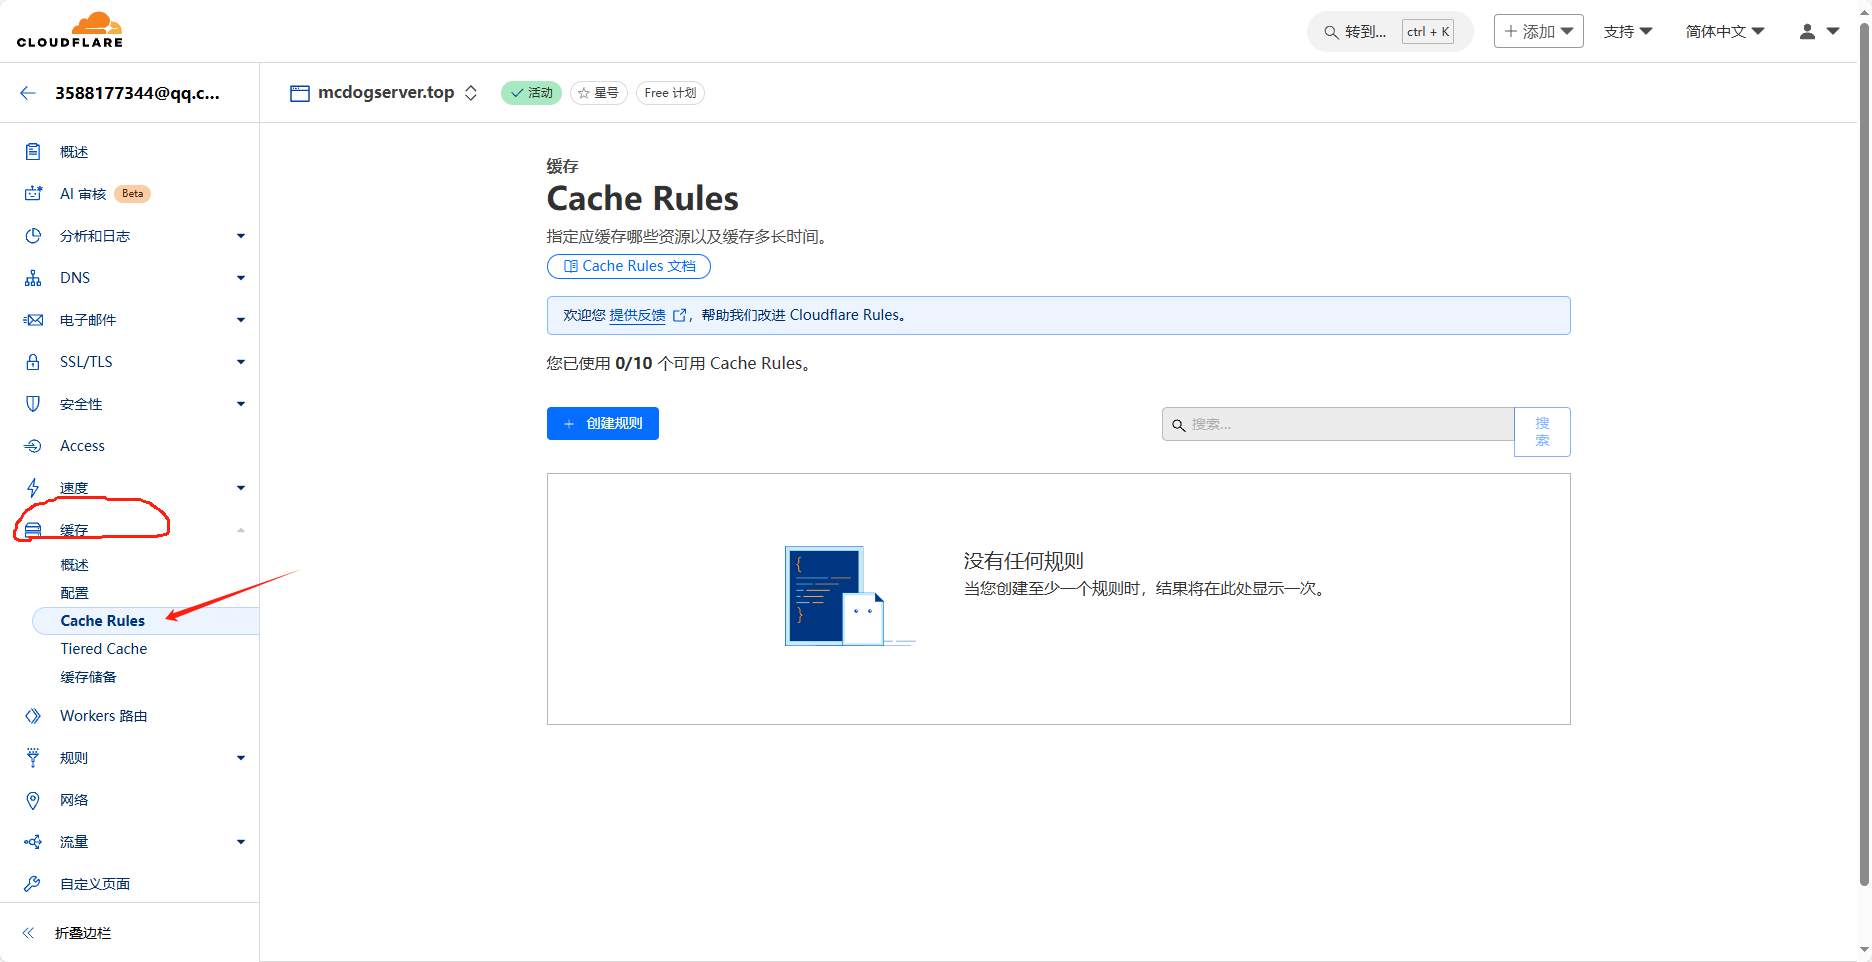 CLOUDFLARE
转到... ctrl + K
添加
支持
简体中文
3588177344@qq.c...
mcdogserver.top
活动
星号
Free 计划
概述
AI 审核 Beta
分析和日志
DNS
电子邮件
SSL/TLS
安全性
Access
速度
缓存
概述
配置
Cache Rules
Tiered Cache
缓存储备
Workers 路由
规则
网络
流量
自定义页面
折叠边栏
缓存
Cache Rules
指定应缓存哪些资源以及缓存多长时间。
Cache Rules 文档
欢迎您 提供反馈，帮助我们改进 Cloudflare Rules。
您已使用 0/10 个可用 Cache Rules。
+ 创建规则
搜索...
搜
索
没有任何规则
当您创建至少一个规则时，结果将在此处显示一次。